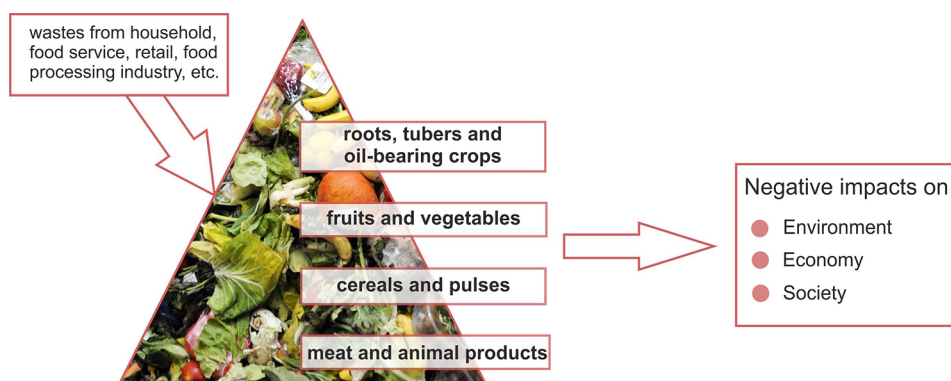 wastes from household,
food service, retail, food
processing industry, etc.
roots, tubers and
oil-bearing crops
fruits and vegetables
cereals and pulses
meat and animal products
Negative impacts on
Environment
Economy
Society